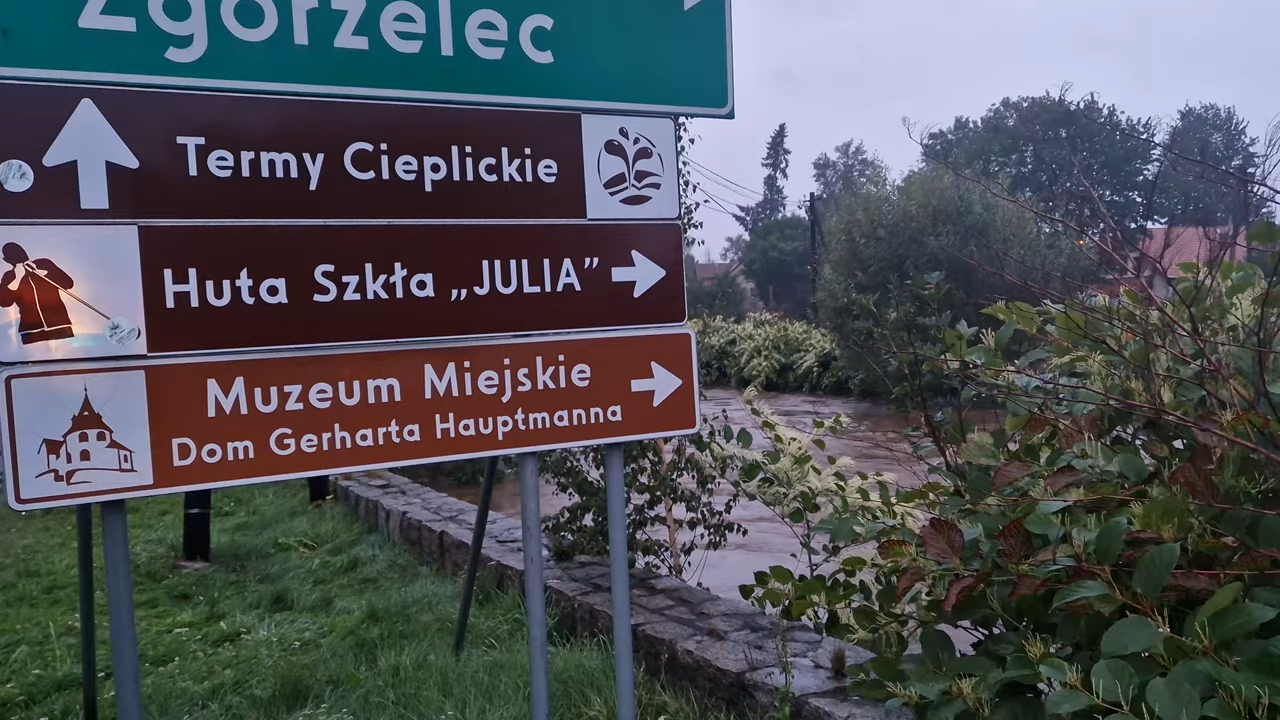 Zgorzelec
Termy Cieplickie
Huta Szkła „JULIA”
Muzeum Miejskie
Dom Gerharta Hauptmanna